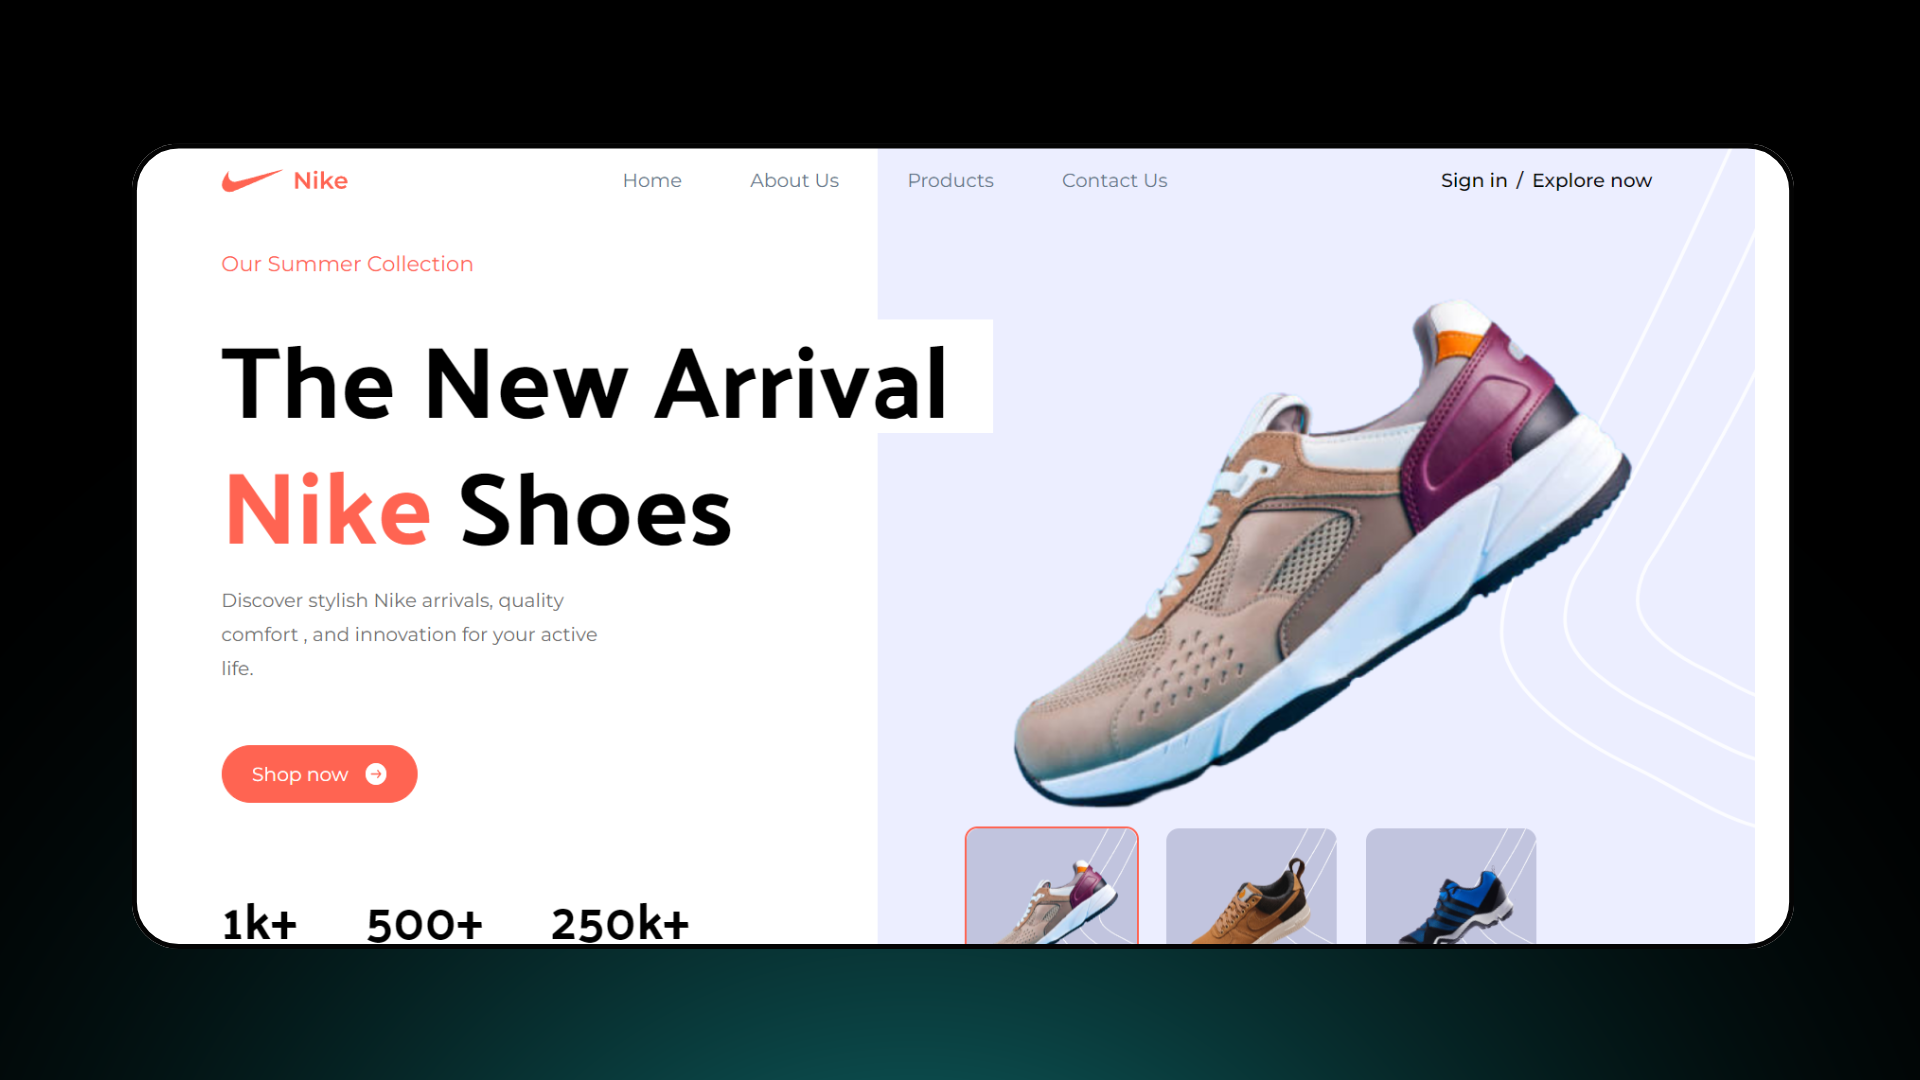 Nike
Home About Us Products Contact Us
Sign in / Explore now
Our Summer Collection
The New Arrival
Nike Shoes
Discover stylish Nike arrivals, quality
comfort , and innovation for your active
life.
Shop now
1k+ 500+ 250k+